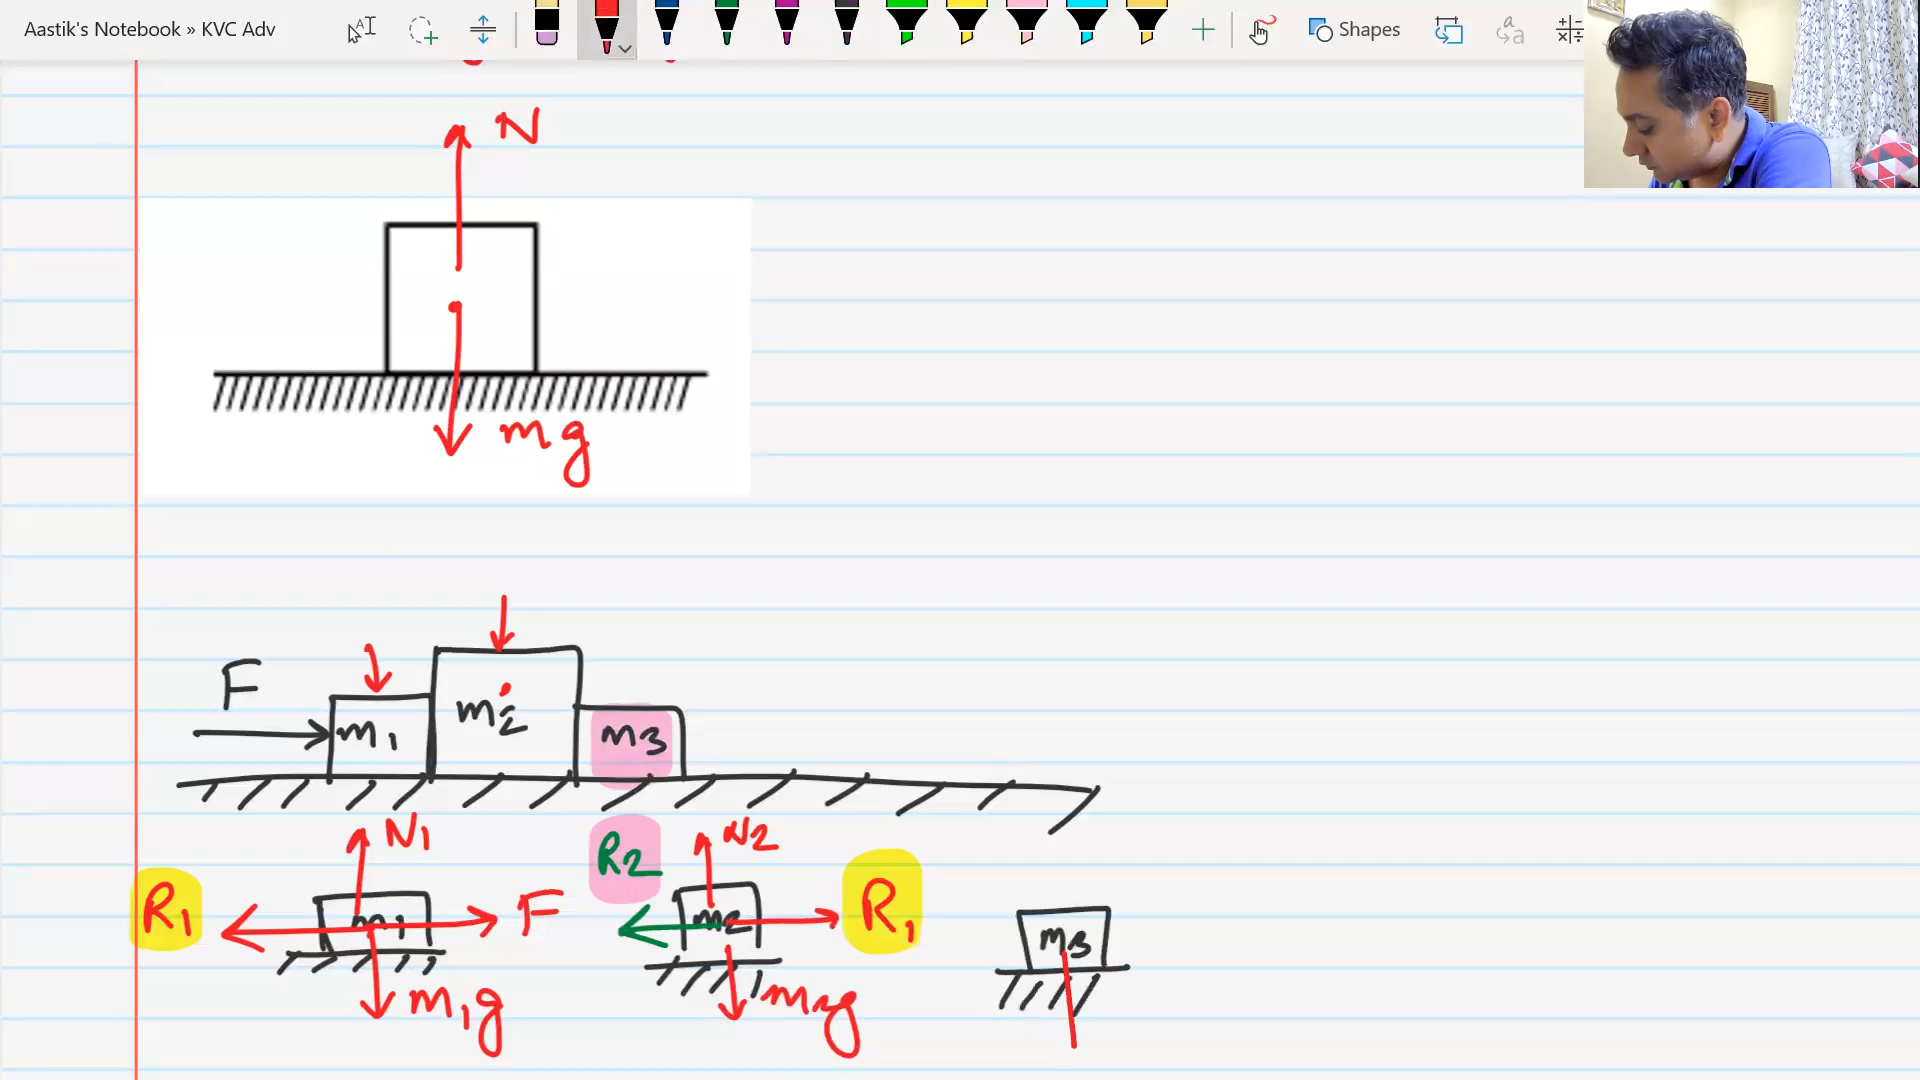 Aastik's Notebook » KVC Adv
Shapes
N
mg
F
m1
m2
m3
N1
R1
m1
F
m1g
R2
N2
m2
R1
m2g
m3